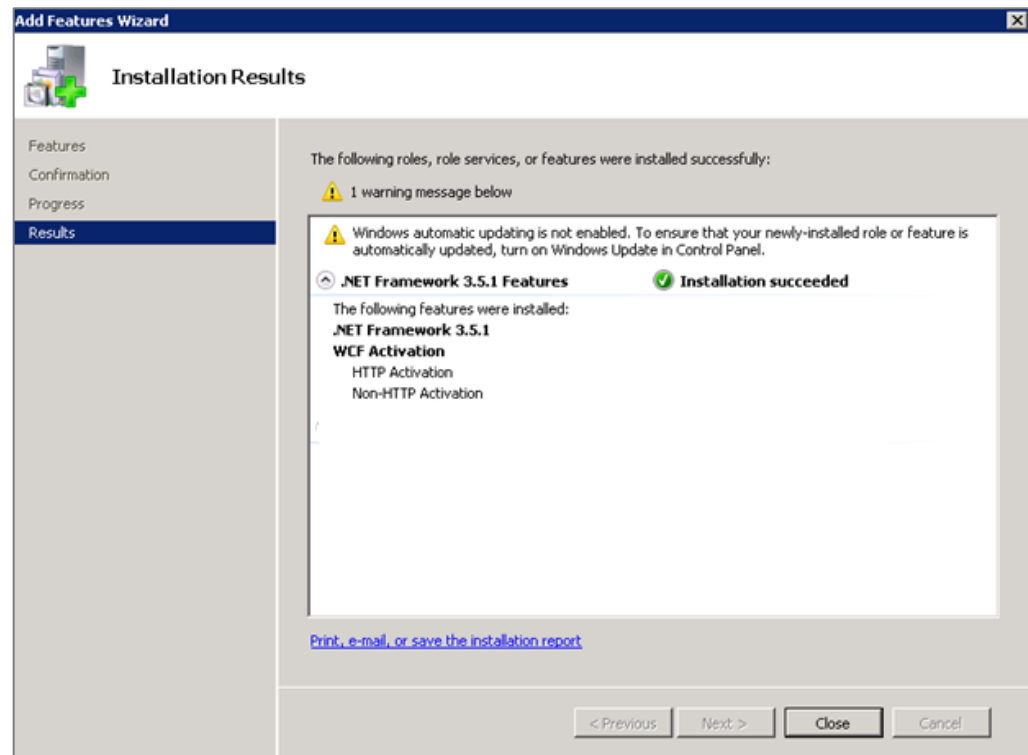 Add Features Wizard
Installation Results
Features
Confirmation
Progress
Results
The following roles, role services, or features were installed successfully:
1 warning message below
Windows automatic updating is not enabled. To ensure that your newly-installed role or feature is
automatically updated, turn on Windows Update in Control Panel.
.NET Framework 3.5.1 Features Installation succeeded
The following features were installed:
.NET Framework 3.5.1
WCF Activation
HTTP Activation
Non-HTTP Activation
Print, e-mail, or save the installation report
< Previous Next > Close Cancel